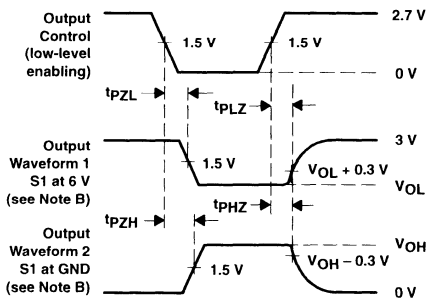 Output
Control
(low-level
enabling)
1.5 V
1.5 V
2.7 V
0 V
tPZL
tPLZ
Output
Waveform 1
S1 at 6 V
(see Note B)
1.5 V
3 V
VOL + 0.3 V
VOL
tPZH
tPHZ
Output
Waveform 2
S1 at GND
(see Note B)
1.5 V
VOH
VOH − 0.3 V
0 V